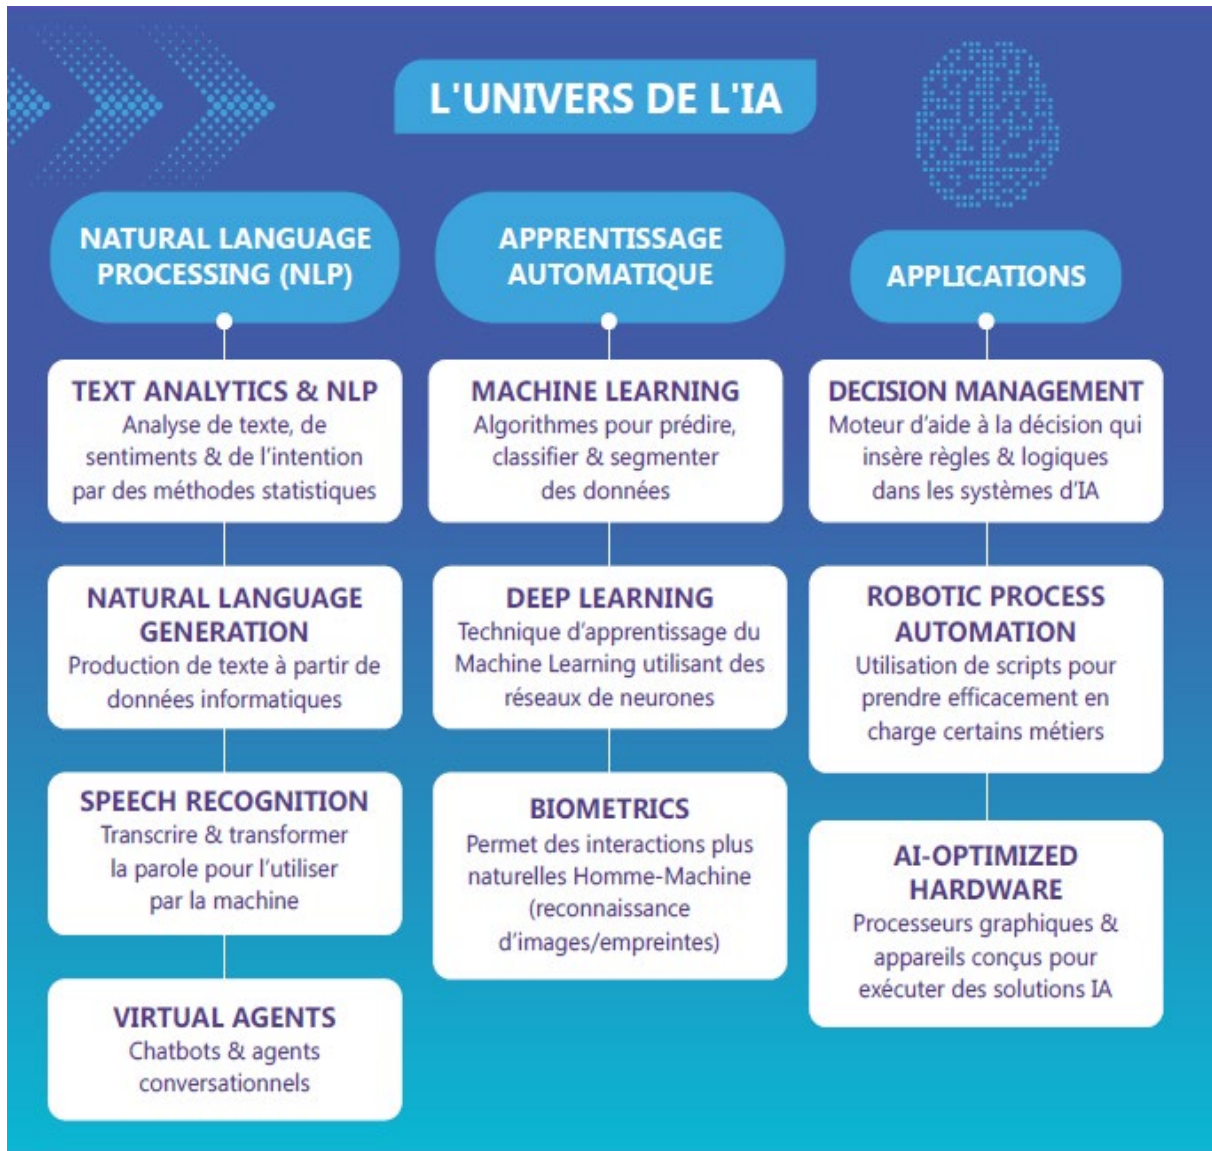 L'UNIVERS DE L'IA
NATURAL LANGUAGE
PROCESSING (NLP)
TEXT ANALYTICS & NLP
Analyse de texte, de
sentiments & de l’intention
par des méthodes statistiques
NATURAL LANGUAGE
GENERATION
Production de texte à partir de
données informatiques
SPEECH RECOGNITION
Transcrire & transformer
la parole pour l’utiliser
par la machine
VIRTUAL AGENTS
Chatbots & agents
conversationnels
APPRENTISSAGE
AUTOMATIQUE
MACHINE LEARNING
Algorithmes pour prédire,
classifier & segmenter
des données
DEEP LEARNING
Technique d’apprentissage du
Machine Learning utilisant des
réseaux de neurones
BIOMETRICS
Permet des interactions plus
naturelles Homme-Machine
(reconnaissance
d’images/empreintes)
APPLICATIONS
DECISION MANAGEMENT
Moteur d’aide à la décision qui
insère règles & logiques
dans les systèmes d’IA
ROBOTIC PROCESS
AUTOMATION
Utilisation de scripts pour
prendre efficacement en
charge certains métiers
AI-OPTIMIZED
HARDWARE
Processeurs graphiques &
appareils conçus pour
exécuter des solutions IA